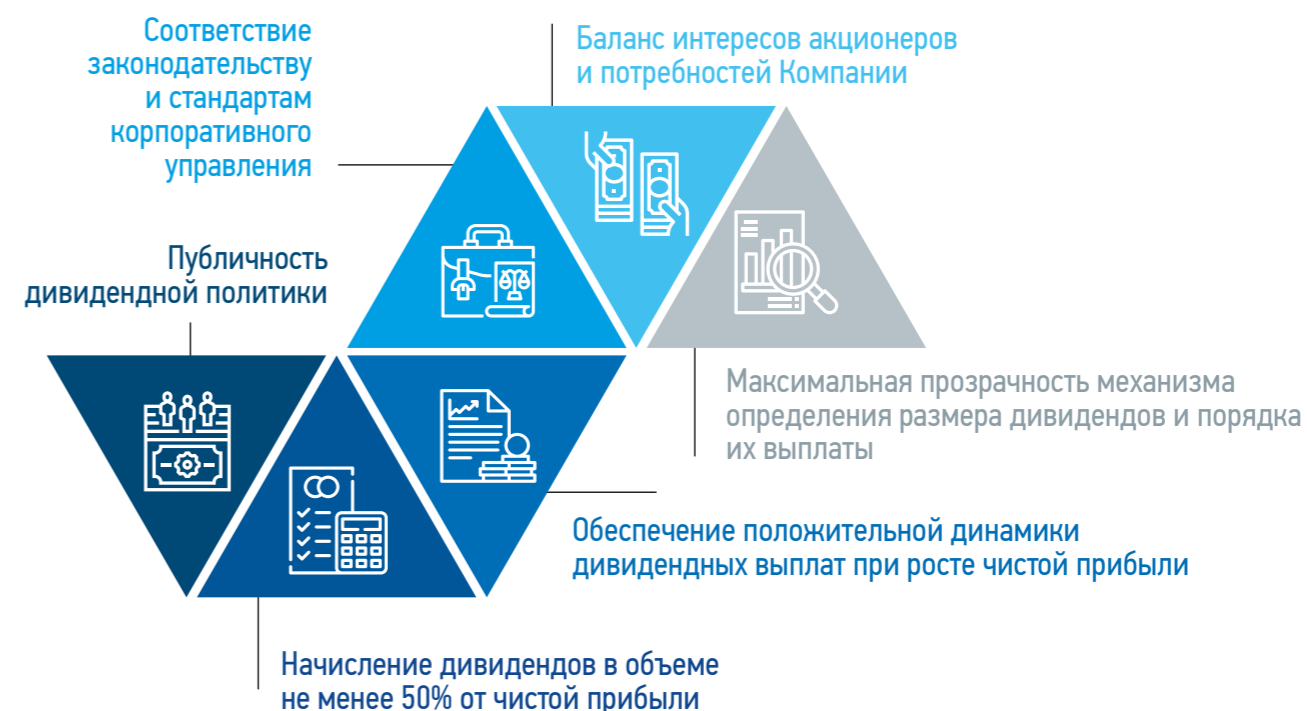 Соответствие
законодательству
и стандартам
корпоративного
управления
Баланс интересов акционеров
и потребностей Компании
Публичность
дивидендной политики
Максимальная прозрачность механизма
определения размера дивидендов и порядка
их выплаты
Обеспечение положительной динамики
дивидендных выплат при росте чистой прибыли
Начисление дивидендов в объеме
не менее 50% от чистой прибыли